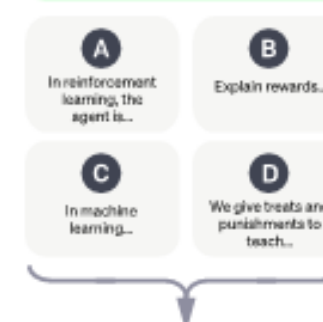 A
In reinforcement
learning, the
agent is...
B
Explain rewards...
C
In machine
learning...
D
We give treats and
punishments to
teach...